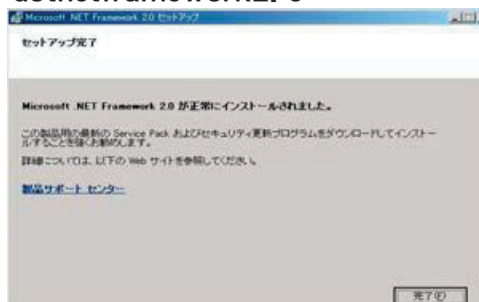 dotnetframework2.0
Microsoft .NET Framework 2.0 セットアップ
セットアップ完了
Microsoft .NET Framework 2.0 が正常にインストールされました。
この製品用の最新の Service Pack およびセキュリティ更新プログラムをダウンロードしてインストー
ルすることを強くお勧めします。
詳細については、以下の Web サイトを参照してください。
製品サポート センター
完了(F)